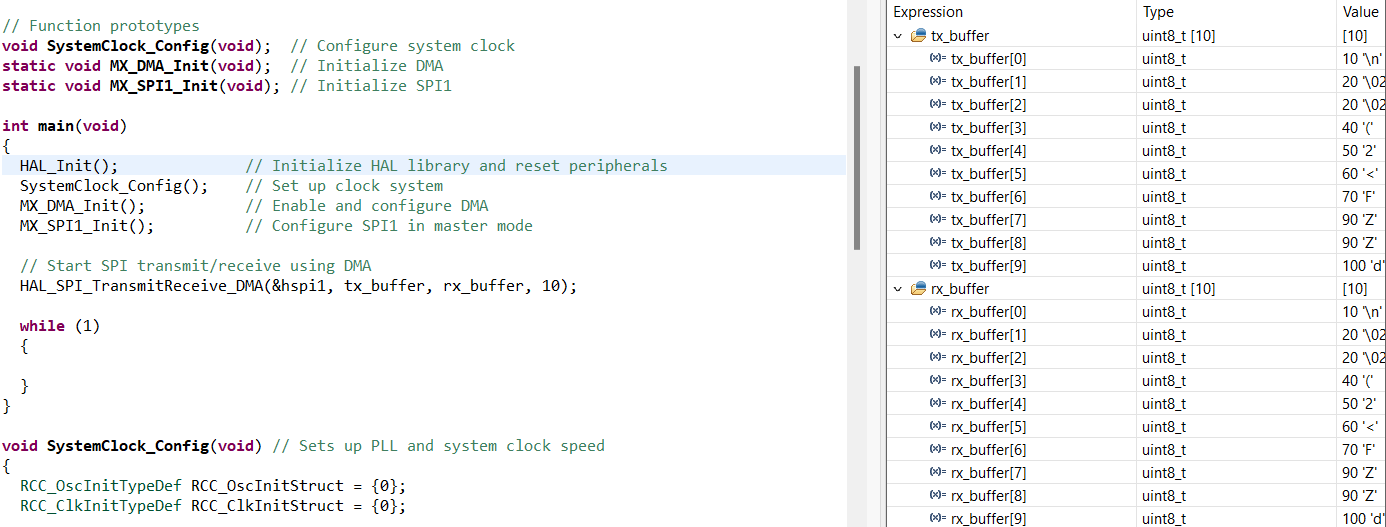 // Function prototypes
void SystemClock_Config(void);  // Configure system clock
static void MX_DMA_Init(void);  // Initialize DMA
static void MX_SPI1_Init(void); // Initialize SPI1
int main(void)
{
  HAL_Init();              // Initialize HAL library and reset peripherals
  SystemClock_Config();    // Set up clock system
  MX_DMA_Init();           // Enable and configure DMA
  MX_SPI1_Init();          // Configure SPI1 in master mode
  // Start SPI transmit/receive using DMA
  HAL_SPI_TransmitReceive_DMA(&hspi1, tx_buffer, rx_buffer, 10);
  while (1)
  {
  }
}
void SystemClock_Config(void) // Sets up PLL and system clock speed
{
  RCC_OscInitTypeDef RCC_OscInitStruct = {0};
  RCC_ClkInitTypeDef RCC_ClkInitStruct = {0};
Expression Type Value
tx_buffer uint8_t [10] [10]
(x)= tx_buffer[0] uint8_t 10 '\n'
(x)= tx_buffer[1] uint8_t 20 '\02
(x)= tx_buffer[2] uint8_t 20 '\02
(x)= tx_buffer[3] uint8_t 40 '('
(x)= tx_buffer[4] uint8_t 50 '2'
(x)= tx_buffer[5] uint8_t 60 '<'
(x)= tx_buffer[6] uint8_t 70 'F'
(x)= tx_buffer[7] uint8_t 90 'Z'
(x)= tx_buffer[8] uint8_t 90 'Z'
(x)= tx_buffer[9] uint8_t 100 'd'
rx_buffer uint8_t [10] [10]
(x)= rx_buffer[0] uint8_t 10 '\n'
(x)= rx_buffer[1] uint8_t 20 '\02
(x)= rx_buffer[2] uint8_t 20 '\02
(x)= rx_buffer[3] uint8_t 40 '('
(x)= rx_buffer[4] uint8_t 50 '2'
(x)= rx_buffer[5] uint8_t 60 '<'
(x)= rx_buffer[6] uint8_t 70 'F'
(x)= rx_buffer[7] uint8_t 90 'Z'
(x)= rx_buffer[8] uint8_t 90 'Z'
(x)= rx_buffer[9] uint8_t 100 'd'